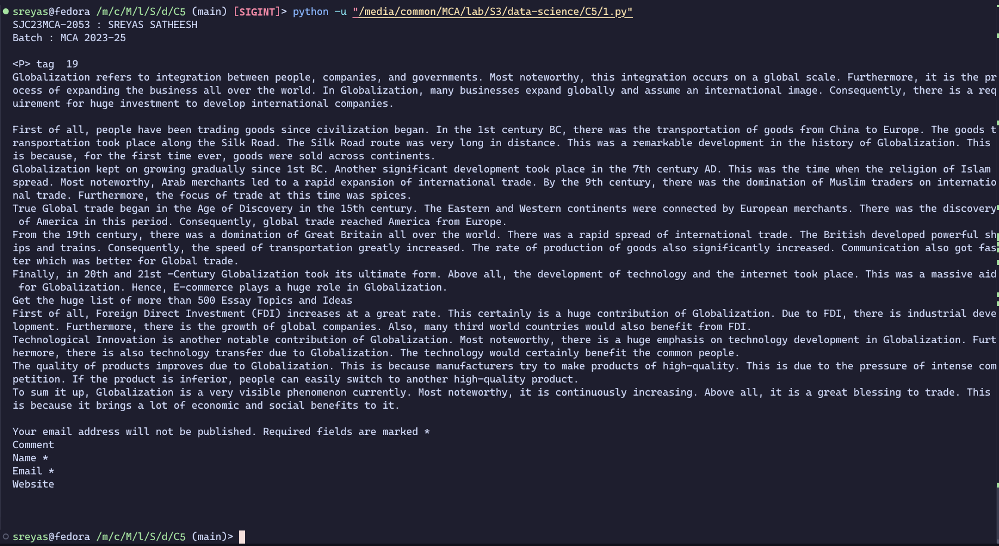 sreyas@fedora /m/c/M/l/S/d/C5 (main) [SIGINT]> python -u "/media/common/MCA/lab/S3/data-science/C5/1.py"
SJC23MCA-2053 : SREYAS SATHEESH
Batch : MCA 2023-25
<P> tag  19
Globalization refers to integration between people, companies, and governments. Most noteworthy, this integration occurs on a global scale. Furthermore, it is the pr
ocess of expanding the business all over the world. In Globalization, many businesses expand globally and assume an international image. Consequently, there is a req
uirement for huge investment to develop international companies.
First of all, people have been trading goods since civilization began. In the 1st century BC, there was the transportation of goods from China to Europe. The goods t
ransportation took place along the Silk Road. The Silk Road route was very long in distance. This was a remarkable development in the history of Globalization. This
is because, for the first time ever, goods were sold across continents.
Globalization kept on growing gradually since 1st BC. Another significant development took place in the 7th century AD. This was the time when the religion of Islam
spread. Most noteworthy, Arab merchants led to a rapid expansion of international trade. By the 9th century, there was the domination of Muslim traders on internatio
nal trade. Furthermore, the focus of trade at this time was spices.
True Global trade began in the Age of Discovery in the 15th century. The Eastern and Western continents were connected by European merchants. There was the discovery
of America in this period. Consequently, global trade reached America from Europe.
From the 19th century, there was a domination of Great Britain all over the world. There was a rapid spread of international trade. The British developed powerful sh
ips and trains. Consequently, the speed of transportation greatly increased. The rate of production of goods also significantly increased. Communication also got fas
ter which was better for Global trade.
Finally, in 20th and 21st -Century Globalization took its ultimate form. Above all, the development of technology and the internet took place. This was a massive aid
for Globalization. Hence, E-commerce plays a huge role in Globalization.
Get the huge list of more than 500 Essay Topics and Ideas
First of all, Foreign Direct Investment (FDI) increases at a great rate. This certainly is a huge contribution of Globalization. Due to FDI, there is industrial deve
lopment. Furthermore, there is the growth of global companies. Also, many third world countries would also benefit from FDI.
Technological Innovation is another notable contribution of Globalization. Most noteworthy, there is a huge emphasis on technology development in Globalization. Furt
hermore, there is also technology transfer due to Globalization. The technology would certainly benefit the common people.
The quality of products improves due to Globalization. This is because manufacturers try to make products of high-quality. This is due to the pressure of intense com
petition. If the product is inferior, people can easily switch to another high-quality product.
To sum it up, Globalization is a very visible phenomenon currently. Most noteworthy, it is continuously increasing. Above all, it is a great blessing to trade. This
is because it brings a lot of economic and social benefits to it.
Your email address will not be published. Required fields are marked *
Comment
Name *
Email *
Website
sreyas@fedora /m/c/M/l/S/d/C5 (main)>